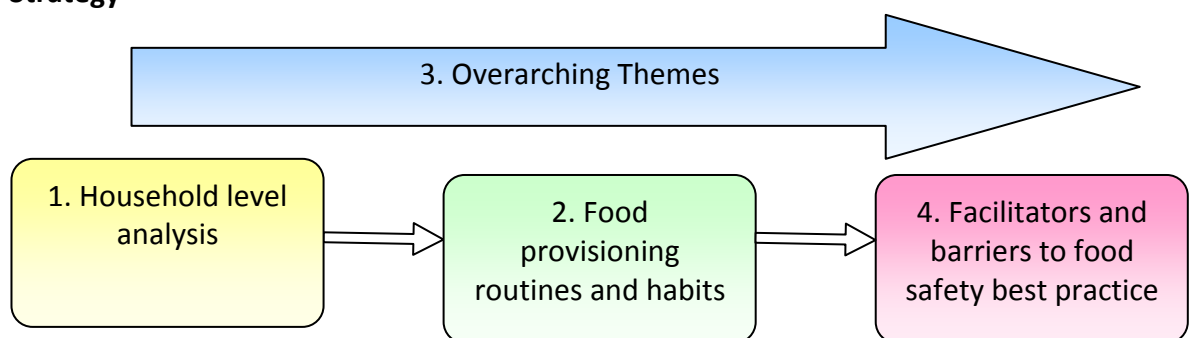 Strategy
3. Overarching Themes
1. Household level
analysis
2. Food
provisioning
routines and habits
4. Facilitators and
barriers to food
safety best practice